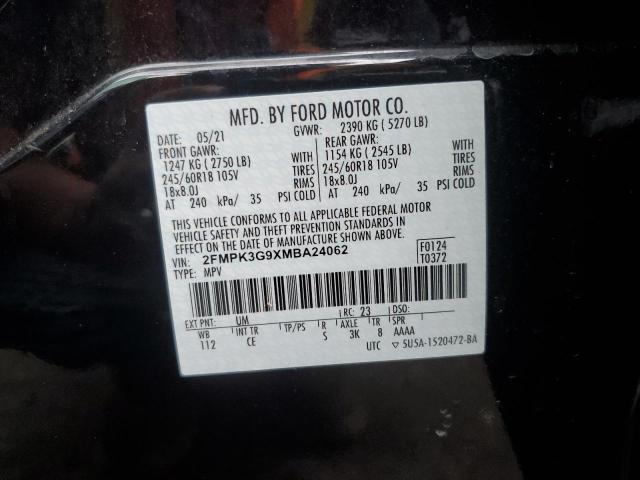 MFD. BY FORD MOTOR CO.
DATE: 05/21 GVWR: 2390 KG ( 5270 LB)
FRONT GAWR: REAR GAWR:
1247 KG ( 2750 LB) WITH 1154 KG ( 2545 LB) WITH
245/60R18 105V TIRES 245/60R18 105V TIRES
18x8.0J RIMS 18x8.0J RIMS
AT 240 kPa/ 35 PSI COLD AT 240 kPa/ 35 PSI COLD
THIS VEHICLE CONFORMS TO ALL APPLICABLE FEDERAL MOTOR
VEHICLE SAFETY AND THEFT PREVENTION STANDARDS IN
EFFECT ON THE DATE OF MANUFACTURE SHOWN ABOVE.
VIN: 2FMPK3G9XMBA24062 F0124
TYPE: MPV T0372
EXT PNT: UM RC: 23 DSO:
WB INT TR TP/PS R AXLE TR SPR
112 CE S 3K 8 AAAA
UTC ▽ 5U5A-1520472-BA